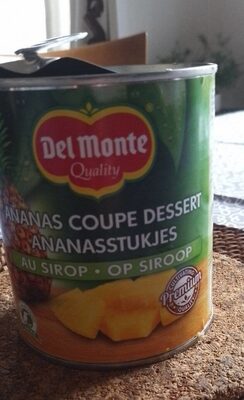 Del Monte
Quality
ANANAS COUPE DESSERT
ANANASSTUKJES
AU SIROP • OP SIROOP
Premium